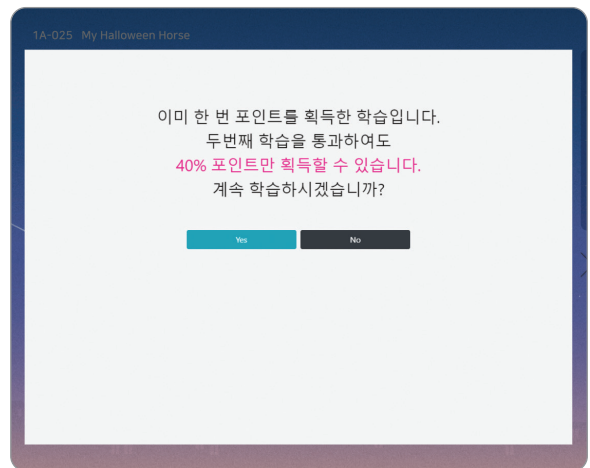 1A-025 My Halloween Horse
이미 한 번 포인트를 획득한 학습입니다.
두번째 학습을 통과하여도
40% 포인트만 획득할 수 있습니다.
계속 학습하시겠습니까?
Yes No